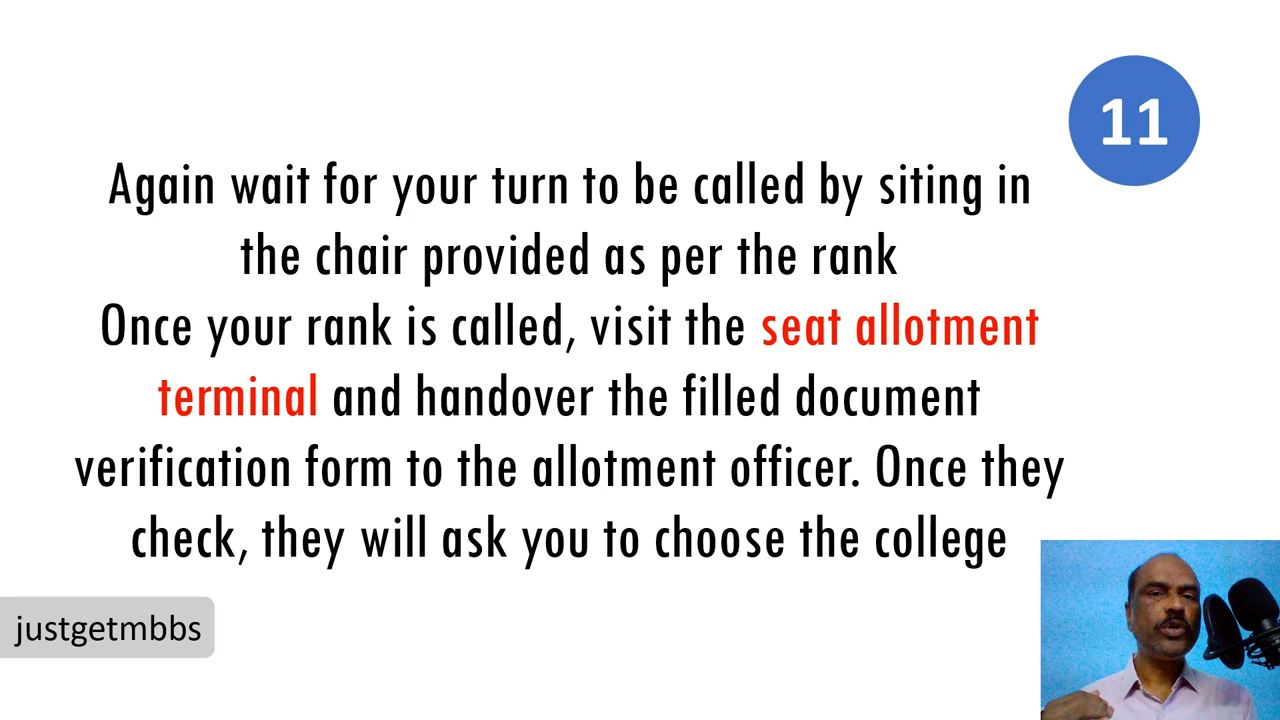 11
Again wait for your turn to be called by siting in
the chair provided as per the rank
Once your rank is called, visit the seat allotment
terminal and handover the filled document
verification form to the allotment officer. Once they
check, they will ask you to choose the college
justgetmbbs